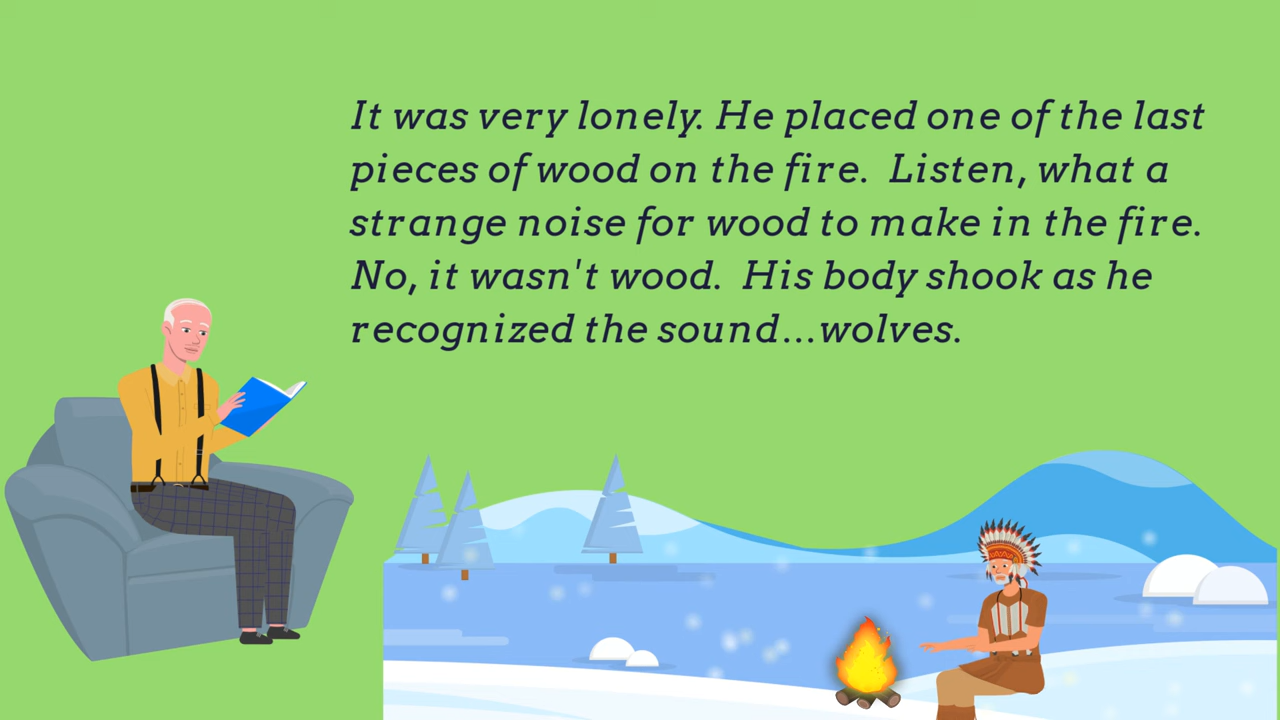 It was very lonely. He placed one of the last
pieces of wood on the fire. Listen, what a
strange noise for wood to make in the fire.
No, it wasn't wood. His body shook as he
recognized the sound...wolves.